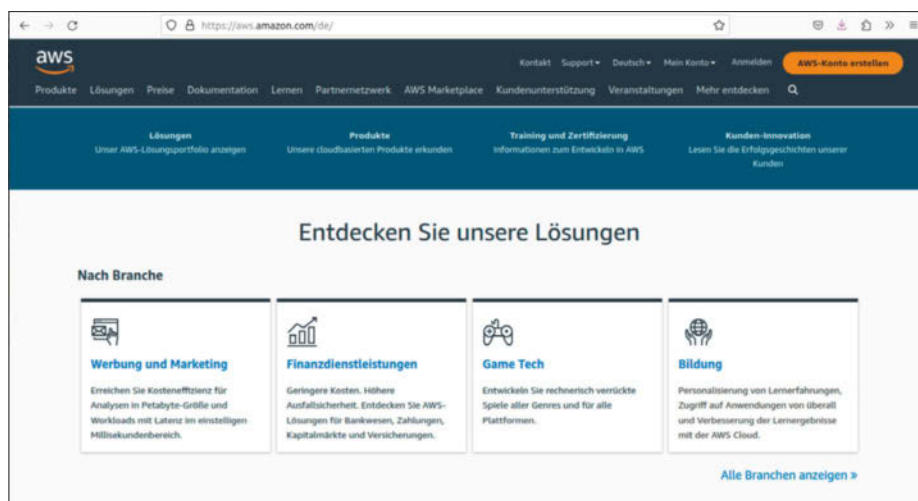 https://aws.amazon.com/de/
aws
Kontakt Support Deutsch Mein Konto Anmelden AWS-Konto erstellen
Produkte Lösungen Preise Dokumentation Lernen Partnernetzwerk AWS Marketplace Kundenunterstützung Veranstaltungen Mehr entdecken
Lösungen
Unser AWS-Lösungsportfolio anzeigen
Produkte
Unsere cloudbasierten Produkte erkunden
Training und Zertifizierung
Informationen zum Entwickeln in AWS
Kunden-Innovation
Lesen Sie die Erfolgsgeschichten unserer
Kunden
Entdecken Sie unsere Lösungen
Nach Branche
Werbung und Marketing
Erreichen Sie Kosteneffizienz für
Analysen in Petabyte-Größe und
Workloads mit Latenz im einstelligen
Millisekundenbereich.
Finanzdienstleistungen
Geringere Kosten. Höhere
Ausfallsicherheit. Entdecken Sie AWS-
Lösungen für Bankwesen, Zahlungen,
Kapitalmärkte und Versicherungen.
Game Tech
Entwickeln Sie rechnerisch verrückte
Spiele aller Genres und für alle
Plattformen.
Bildung
Personalisierung von Lernerfahrungen,
Zugriff auf Anwendungen von überall
und Verbesserung der Lernergebnisse
mit der AWS Cloud.
Alle Branchen anzeigen »